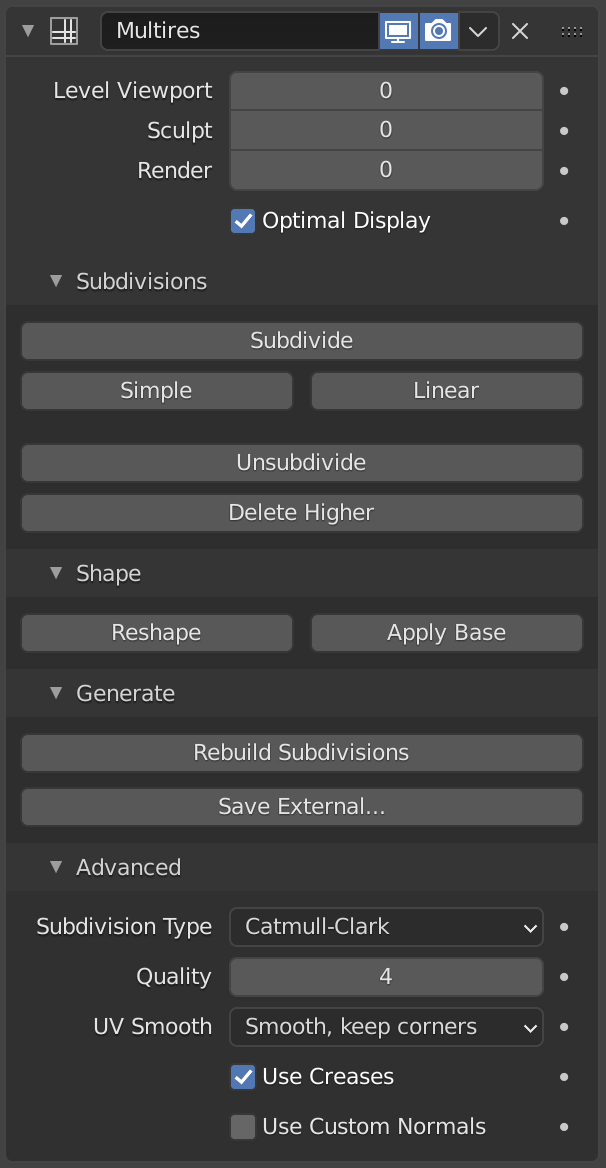 Multires
Level Viewport 0
Sculpt 0
Render 0
Optimal Display
Subdivisions
Subdivide
Simple Linear
Unsubdivide
Delete Higher
Shape
Reshape Apply Base
Generate
Rebuild Subdivisions
Save External...
Advanced
Subdivision Type Catmull-Clark
Quality 4
UV Smooth Smooth, keep corners
Use Creases
Use Custom Normals